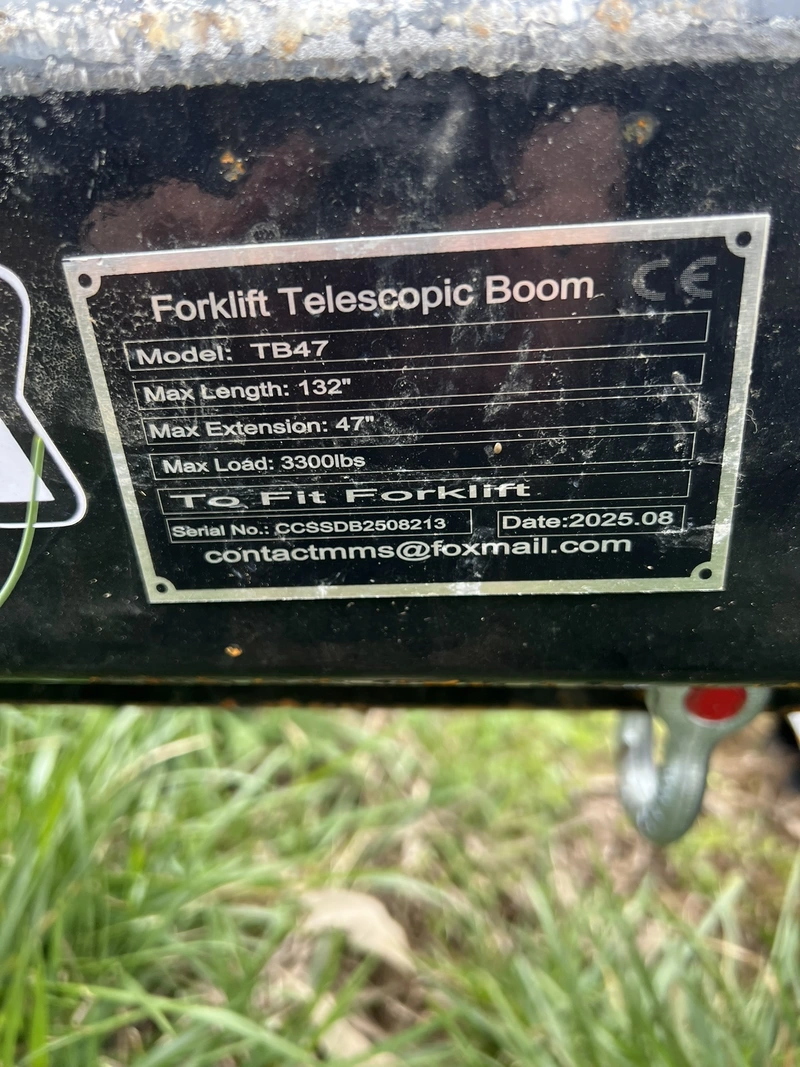 Forklift Telescopic Boom CE
Model: TB47
Max Length: 132"
Max Extension: 47"
Max Load: 3300lbs
To Fit Forklift
Serial No.: CCSSDB2508213 Date:2025.08
contactmms@foxmail.com